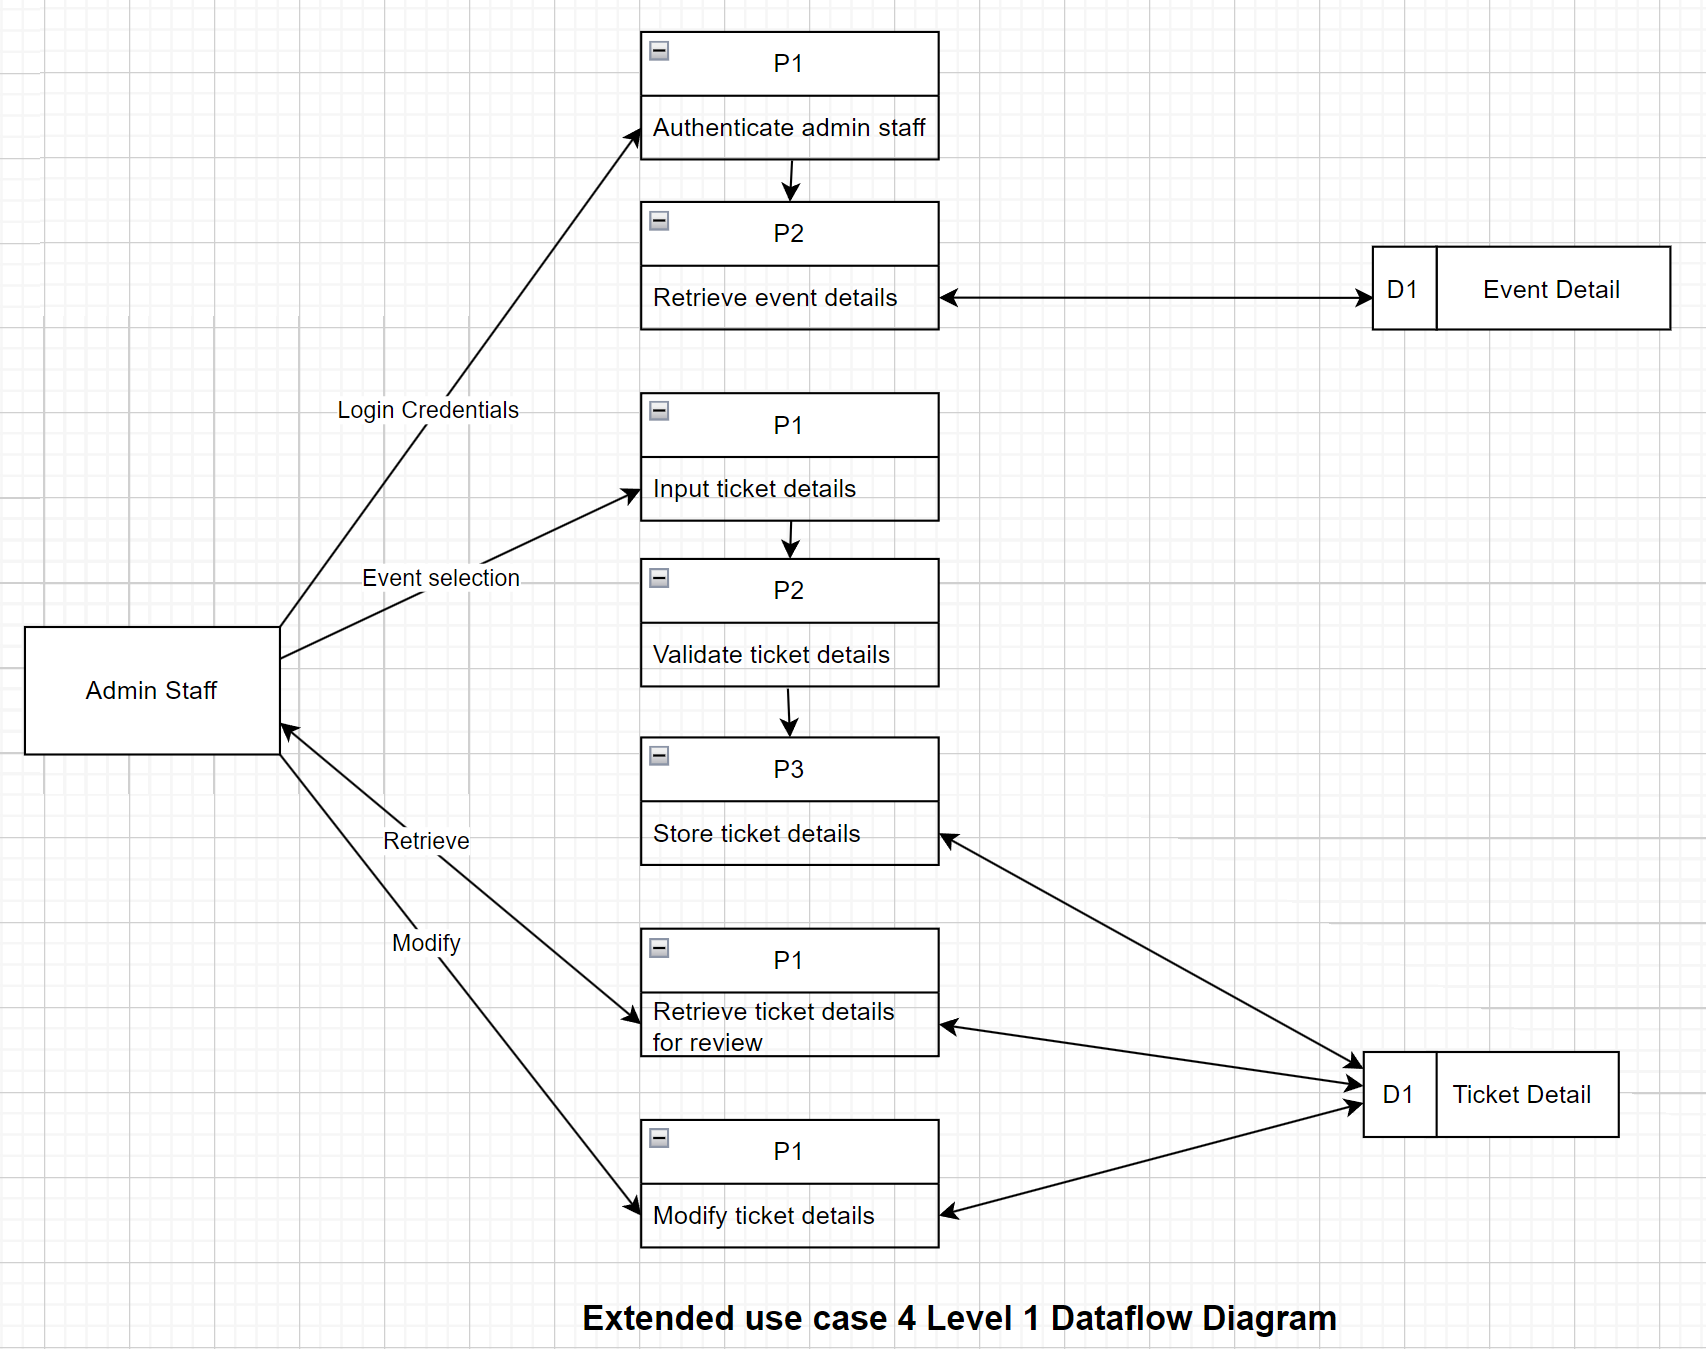 P1
Authenticate admin staff
P2
Retrieve event details
D1
Event Detail
Login Credentials
P1
Input ticket details
Event selection
P2
Validate ticket details
Admin Staff
P3
Store ticket details
Retrieve
Modify
P1
Retrieve ticket details
for review
D1
Ticket Detail
P1
Modify ticket details
Extended use case 4 Level 1 Dataflow Diagram